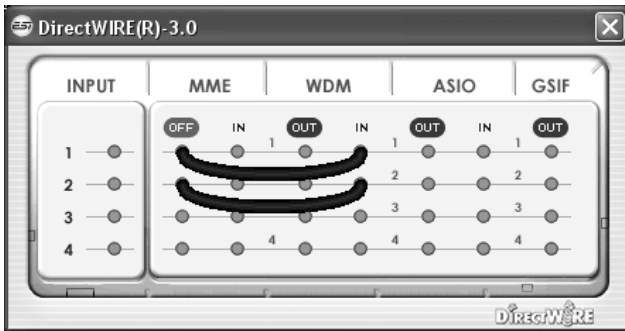 ESI DirectWIRE(R)-3.0
INPUT MME WDM ASIO GSIF
OFF IN OUT IN OUT IN OUT
1 1 1 1
2 2 2
3 3 3
4 4 4 4
DIRECTWIRE